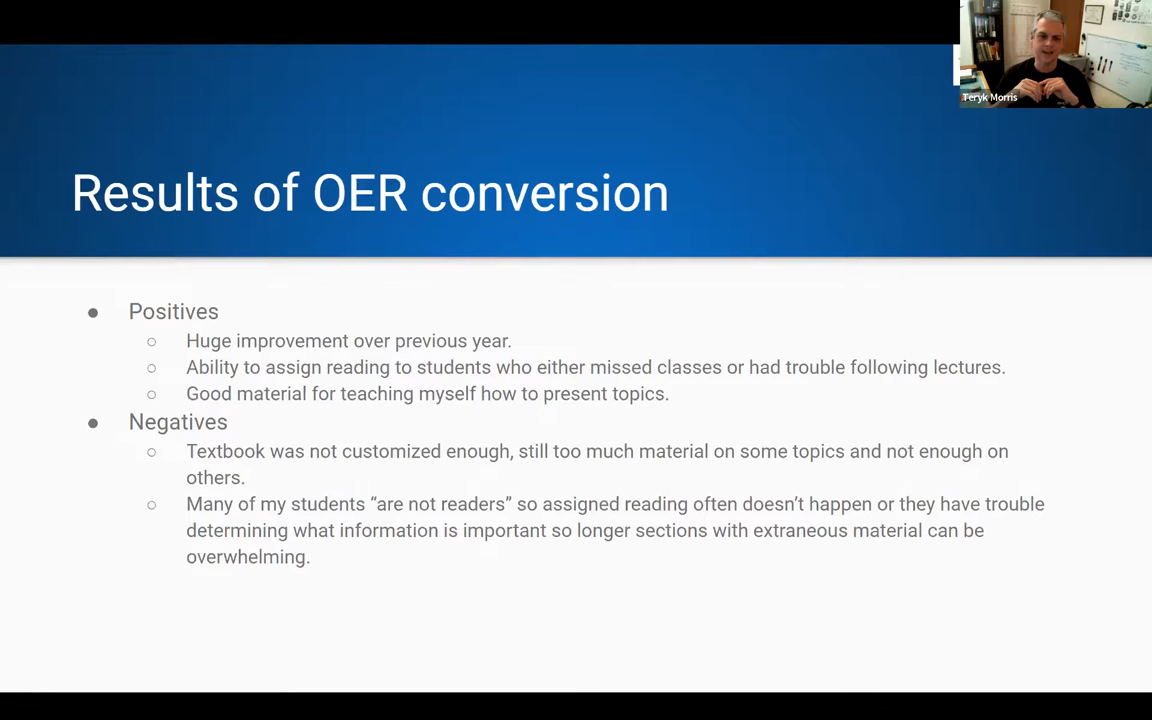 Teryk Morris
Results of OER conversion
● Positives
○ Huge improvement over previous year.
○ Ability to assign reading to students who either missed classes or had trouble following lectures.
○ Good material for teaching myself how to present topics.
● Negatives
○ Textbook was not customized enough, still too much material on some topics and not enough on
others.
○ Many of my students “are not readers” so assigned reading often doesn’t happen or they have trouble
determining what information is important so longer sections with extraneous material can be
overwhelming.